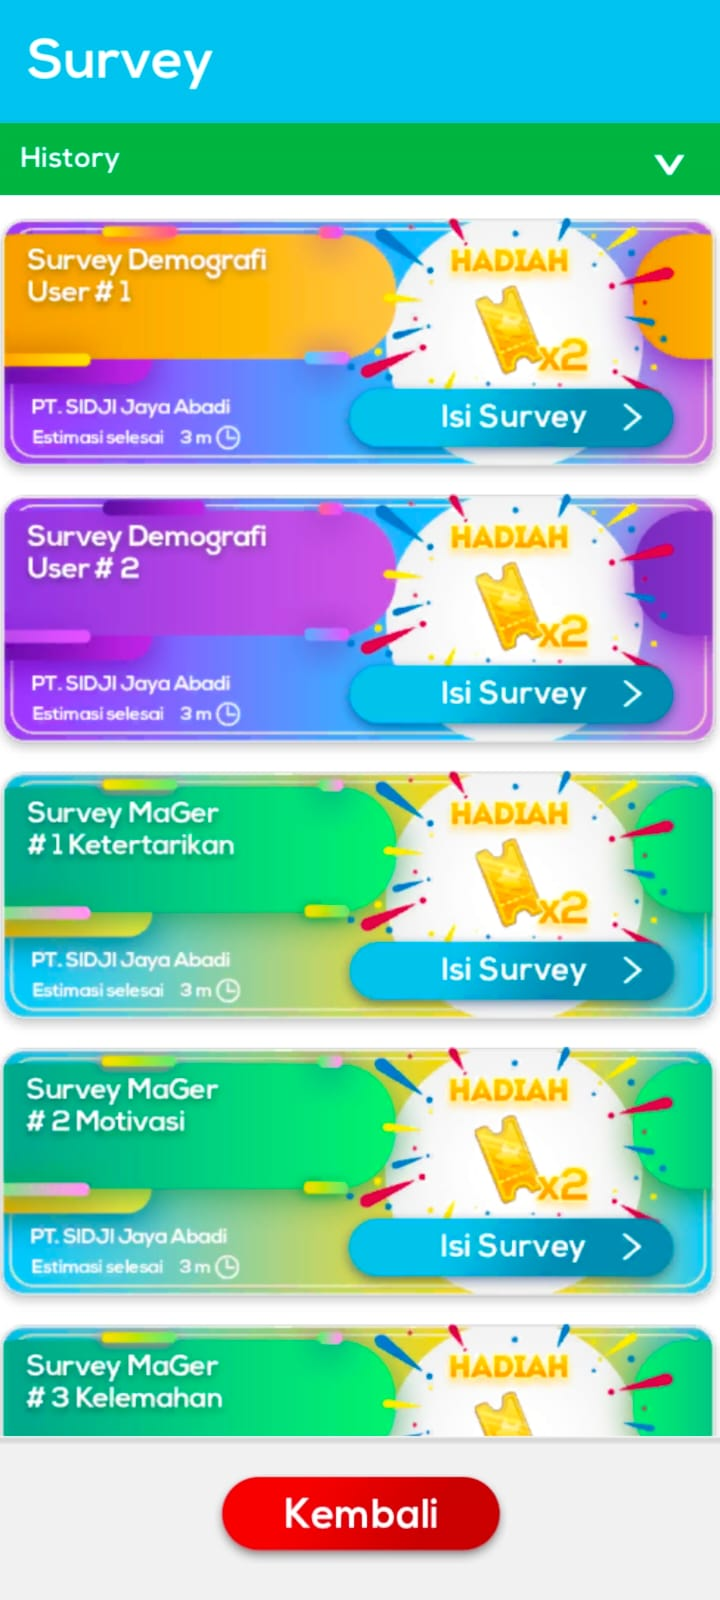 Survey
History
Survey Demografi
User # 1
HADIAH
x2
PT. SIDJI Jaya Abadi
Estimasi selesai 3 m
Isi Survey
Survey Demografi
User # 2
HADIAH
x2
PT. SIDJI Jaya Abadi
Estimasi selesai 3 m
Isi Survey
Survey MaGer
# 1 Ketertarikan
HADIAH
x2
PT. SIDJI Jaya Abadi
Estimasi selesai 3 m
Isi Survey
Survey MaGer
# 2 Motivasi
HADIAH
x2
PT. SIDJI Jaya Abadi
Estimasi selesai 3 m
Isi Survey
Survey MaGer
# 3 Kelemahan
HADIAH
Kembali